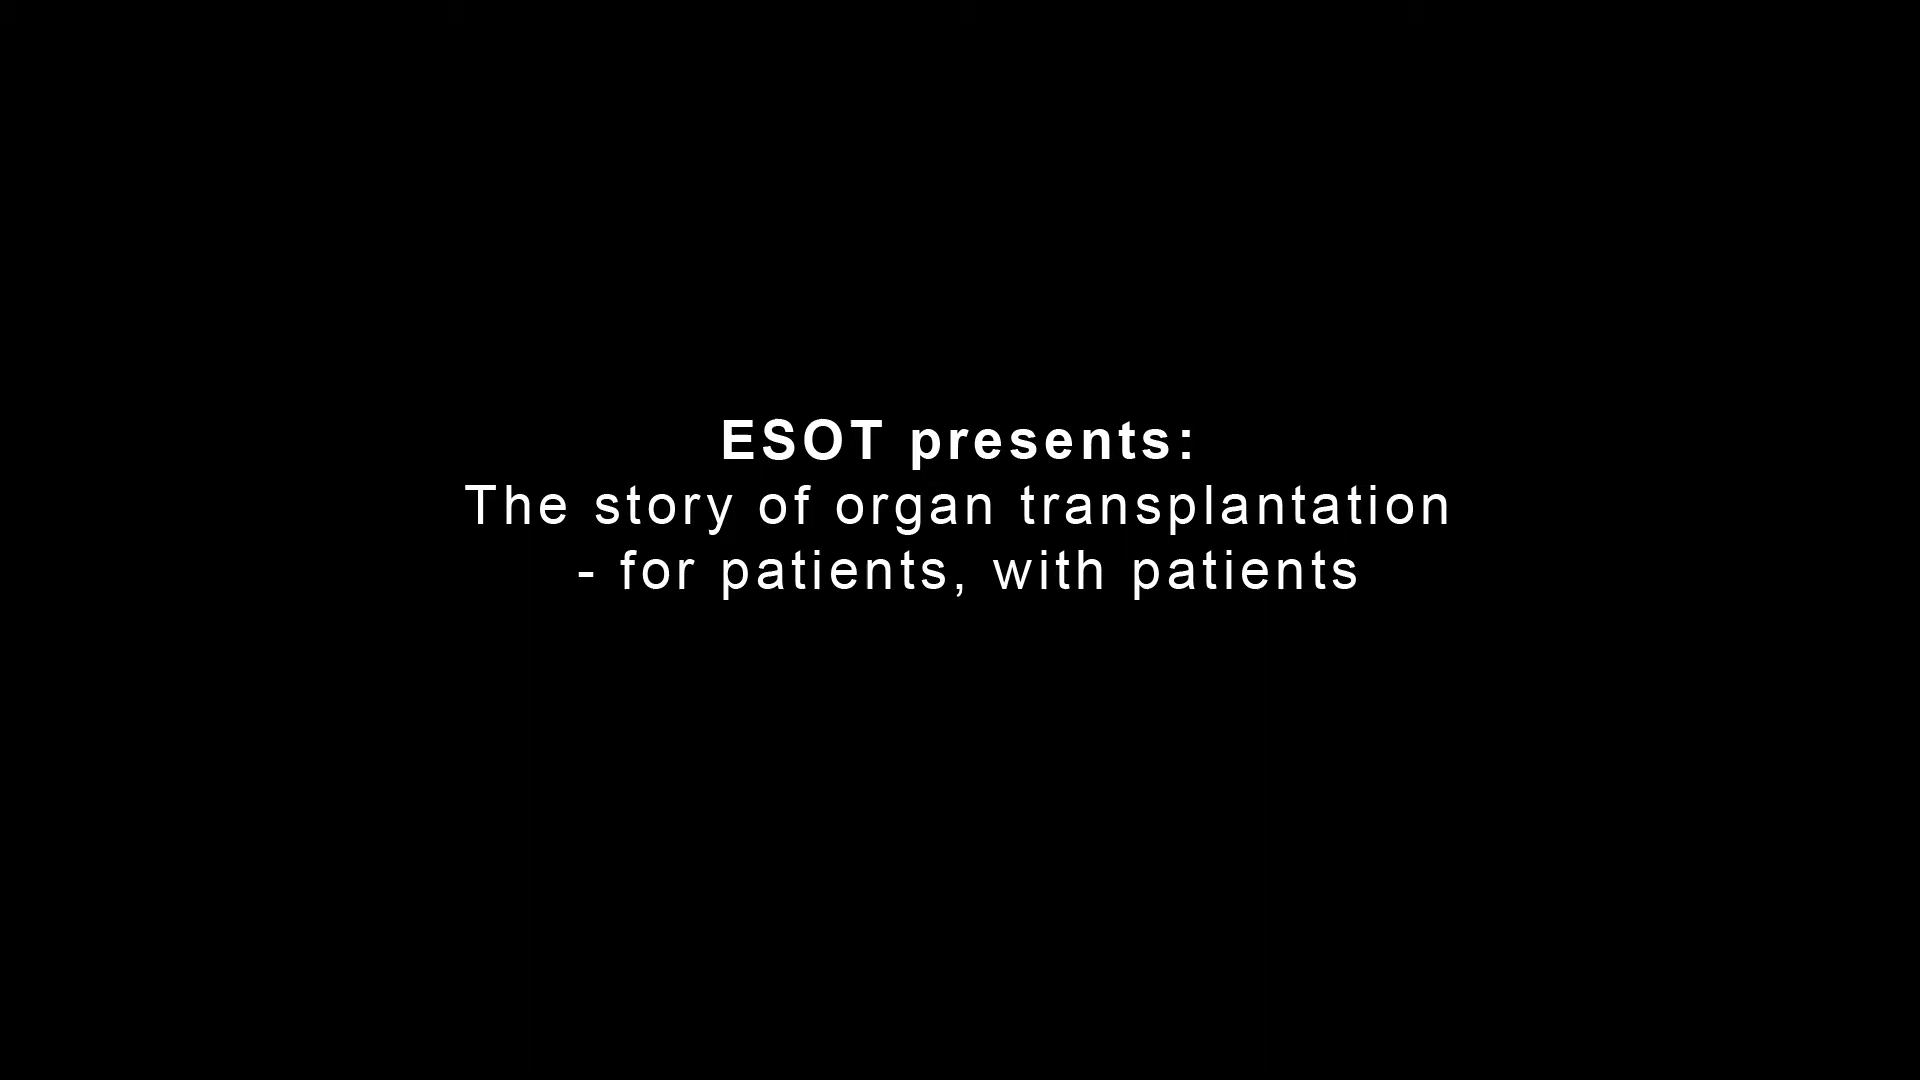 ESOT presents:
The story of organ transplantation
- for patients, with patients